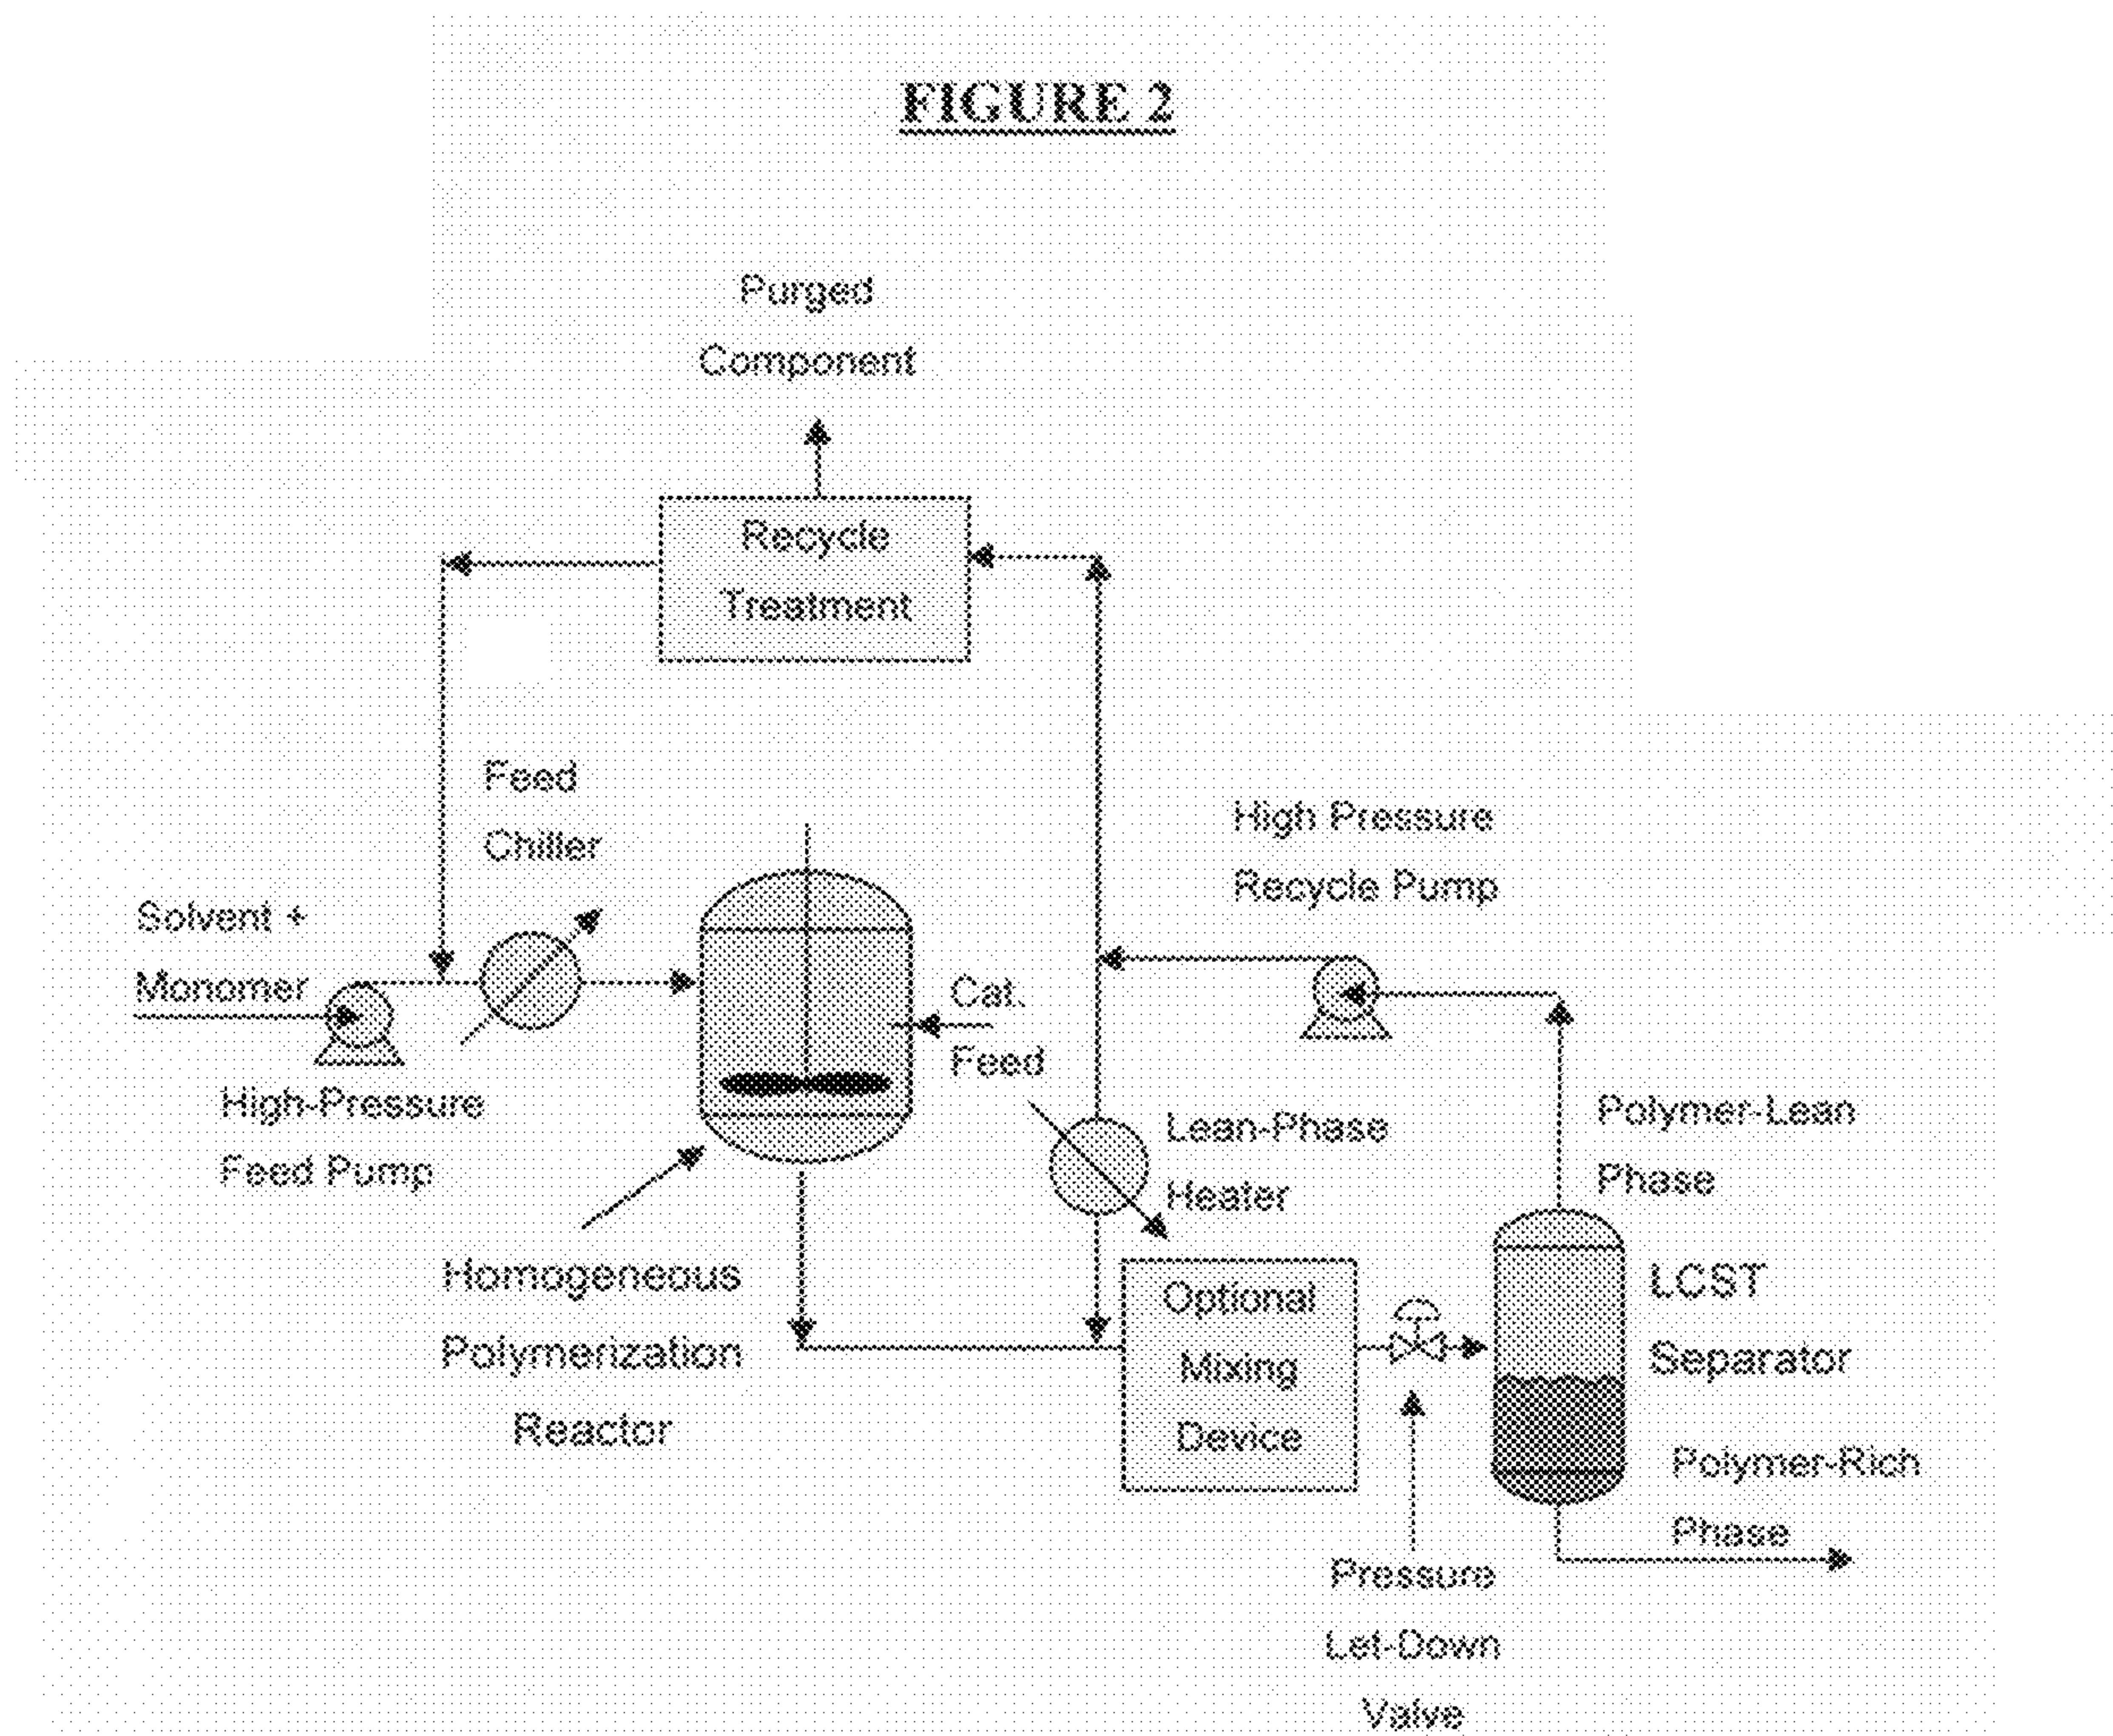 FIGURE 2
Purged
Component
Recycle
Treatment
Feed
Chiller
High Pressure
Recycle Pump
Solvent +
Monomer
Cat.
Feed
High-Pressure
Feed Pump
Lean-Phase
Heater
Polymer-Lean
Phase
Homogeneous
Polymerization
Reactor
Optional
Mixing
Device
LCST
Separator
Polymer-Rich
Phase
Pressure
Let-Down
Valve